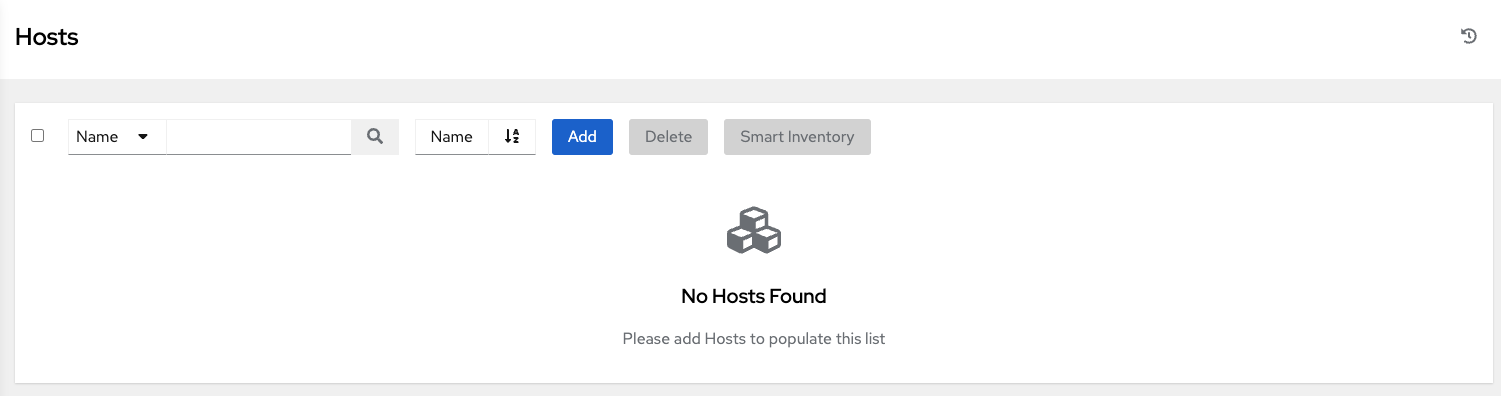 Hosts
Name Name Add Delete Smart Inventory
No Hosts Found
Please add Hosts to populate this list